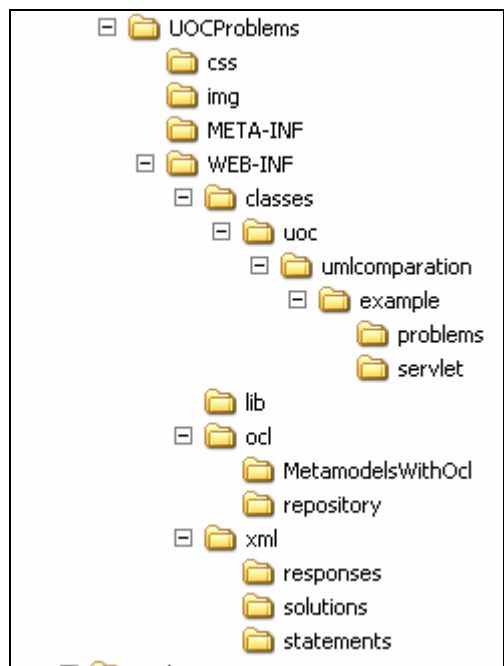 UOCProblems
css
img
META-INF
WEB-INF
classes
uoc
umlcomparation
example
problems
servlet
lib
ocl
MetamodelsWithOcl
repository
xml
responses
solutions
statements